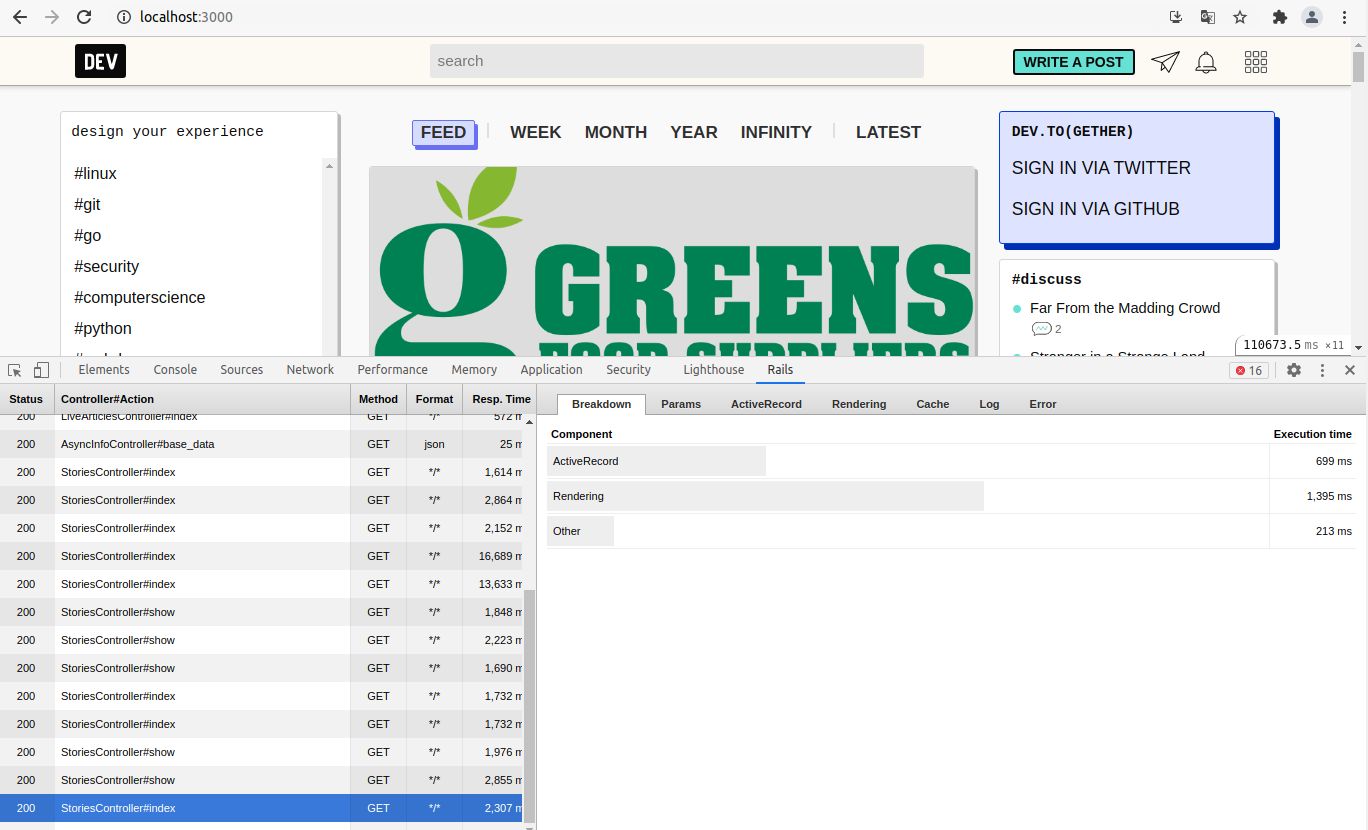 localhost:3000
DEV
search
WRITE A POST
design your experience
#linux
#git
#go
#security
#computerscience
#python
FEED WEEK MONTH YEAR INFINITY LATEST
GREENS
FOOD SUPPLIERS
DEV.TO(GETHER)
SIGN IN VIA TWITTER
SIGN IN VIA GITHUB
#discuss
Far From the Madding Crowd
2
Stranger in a Strange Land
110673.5 ms ×11
Elements Console Sources Network Performance Memory Application Security Lighthouse Rails 16
Status Controller#Action Method Format Resp. Time
200 LiveArticlesController#index GET */* 572 m
200 AsyncInfoController#base_data GET json 25 m
200 StoriesController#index GET */* 1,614 m
200 StoriesController#index GET */* 2,864 m
200 StoriesController#index GET */* 2,152 m
200 StoriesController#index GET */* 16,689 m
200 StoriesController#index GET */* 13,633 m
200 StoriesController#show GET */* 1,848 m
200 StoriesController#show GET */* 2,223 m
200 StoriesController#show GET */* 1,690 m
200 StoriesController#index GET */* 1,732 m
200 StoriesController#index GET */* 1,732 m
200 StoriesController#show GET */* 1,976 m
200 StoriesController#show GET */* 2,855 m
200 StoriesController#index GET */* 2,307 m
Breakdown Params ActiveRecord Rendering Cache Log Error
Component Execution time
ActiveRecord 699 ms
Rendering 1,395 ms
Other 213 ms